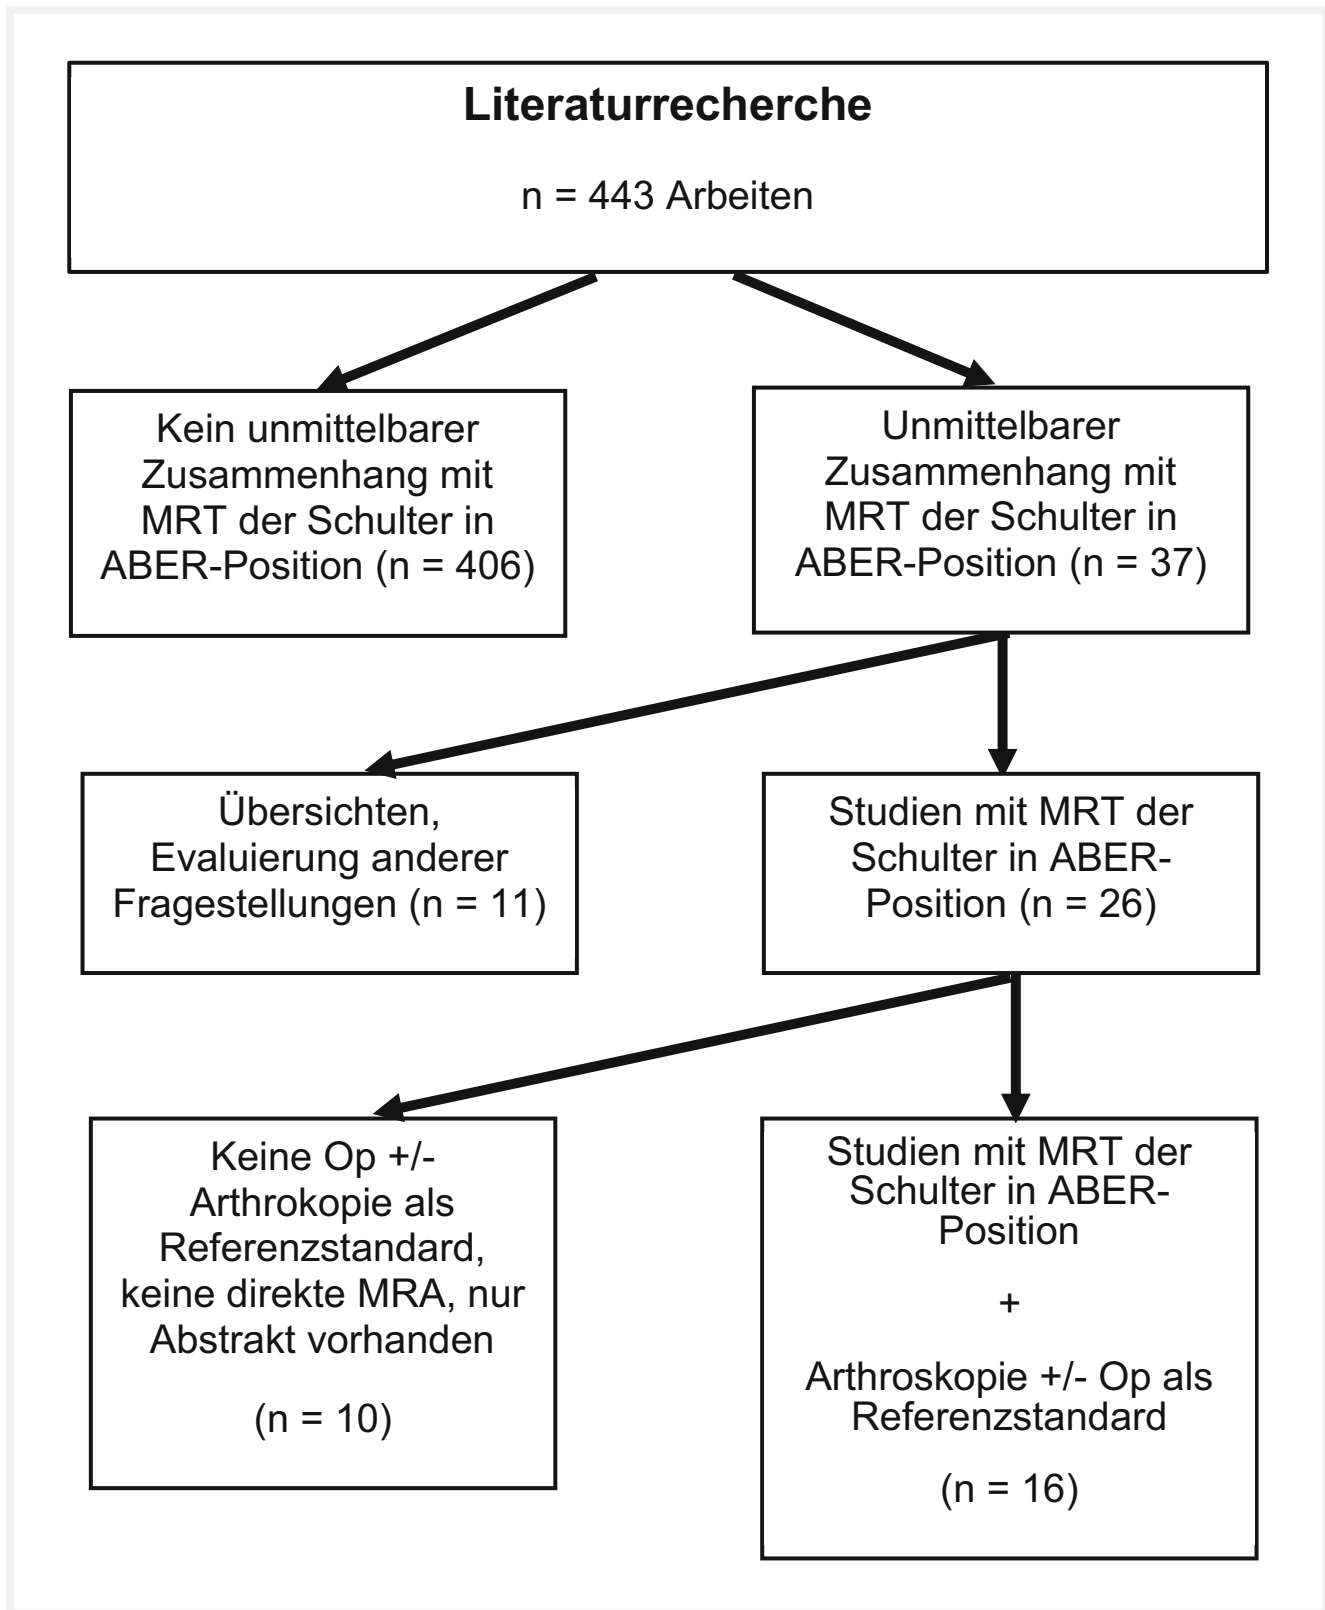 Literaturrecherche
n = 443 Arbeiten
Kein unmittelbarer
Zusammenhang mit
MRT der Schulter in
ABER-Position (n = 406)
Unmittelbarer
Zusammenhang mit
MRT der Schulter in
ABER-Position (n = 37)
Übersichten,
Evaluierung anderer
Fragestellungen (n = 11)
Studien mit MRT der
Schulter in ABER-
Position (n = 26)
Keine Op +/-
Arthrokopie als
Referenzstandard,
keine direkte MRA, nur
Abstrakt vorhanden
(n = 10)
Studien mit MRT der
Schulter in ABER-
Position
+
Arthroskopie +/- Op als
Referenzstandard
(n = 16)